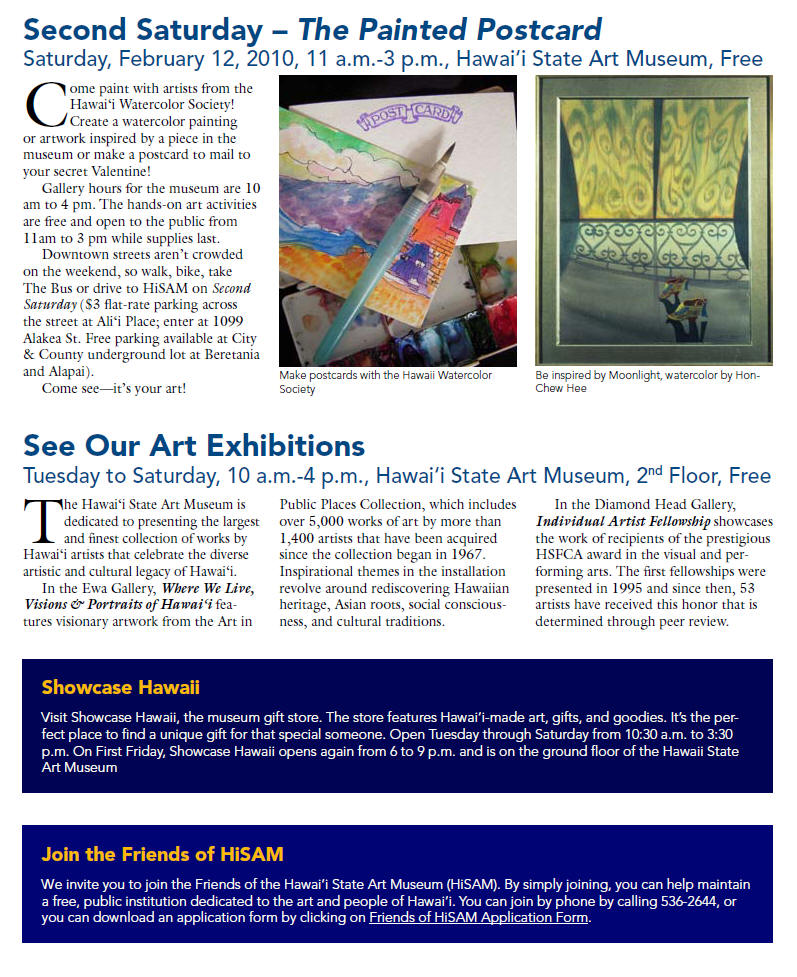 Second Saturday – The Painted Postcard
Saturday, February 12, 2010, 11 a.m.-3 p.m., Hawai‘i State Art Museum, Free
Come paint with artists from the
Hawai‘i Watercolor Society!
Create a watercolor painting
or artwork inspired by a piece in the
museum or make a postcard to mail to
your secret Valentine!
Gallery hours for the museum are 10
am to 4 pm. The hands-on art activities
are free and open to the public from
11am to 3 pm while supplies last.
Downtown streets aren’t crowded
on the weekend, so walk, bike, take
The Bus or drive to HiSAM on Second
Saturday ($3 flat-rate parking across
the street at Ali‘i Place; enter at 1099
Alakea St. Free parking available at City
& County underground lot at Beretania
and Alapai).
Come see—it’s your art!
POST CARD
Make postcards with the Hawaii Watercolor
Society
Be inspired by Moonlight, watercolor by Hon-
Chew Hee
See Our Art Exhibitions
Tuesday to Saturday, 10 a.m.-4 p.m., Hawai‘i State Art Museum, 2nd Floor, Free
The Hawai‘i State Art Museum is
dedicated to presenting the largest
and finest collection of works by
Hawai‘i artists that celebrate the diverse
artistic and cultural legacy of Hawai‘i.
In the Ewa Gallery, Where We Live,
Visions & Portraits of Hawai‘i fea-
tures visionary artwork from the Art in
Public Places Collection, which includes
over 5,000 works of art by more than
1,400 artists that have been acquired
since the collection began in 1967.
Inspirational themes in the installation
revolve around rediscovering Hawaiian
heritage, Asian roots, social conscious-
ness, and cultural traditions.
In the Diamond Head Gallery,
Individual Artist Fellowship showcases
the work of recipients of the prestigious
HSFCA award in the visual and per-
forming arts. The first fellowships were
presented in 1995 and since then, 53
artists have received this honor that is
determined through peer review.
Showcase Hawaii
Visit Showcase Hawaii, the museum gift store. The store features Hawai’i-made art, gifts, and goodies. It’s the per-
fect place to find a unique gift for that special someone. Open Tuesday through Saturday from 10:30 a.m. to 3:30
p.m. On First Friday, Showcase Hawaii opens again from 6 to 9 p.m. and is on the ground floor of the Hawaii State
Art Museum
Join the Friends of HiSAM
We invite you to join the Friends of the Hawai’i State Art Museum (HiSAM). By simply joining, you can help maintain
a free, public institution dedicated to the art and people of Hawai’i. You can join by phone by calling 536-2644, or
you can download an application form by clicking on Friends of HiSAM Application Form.